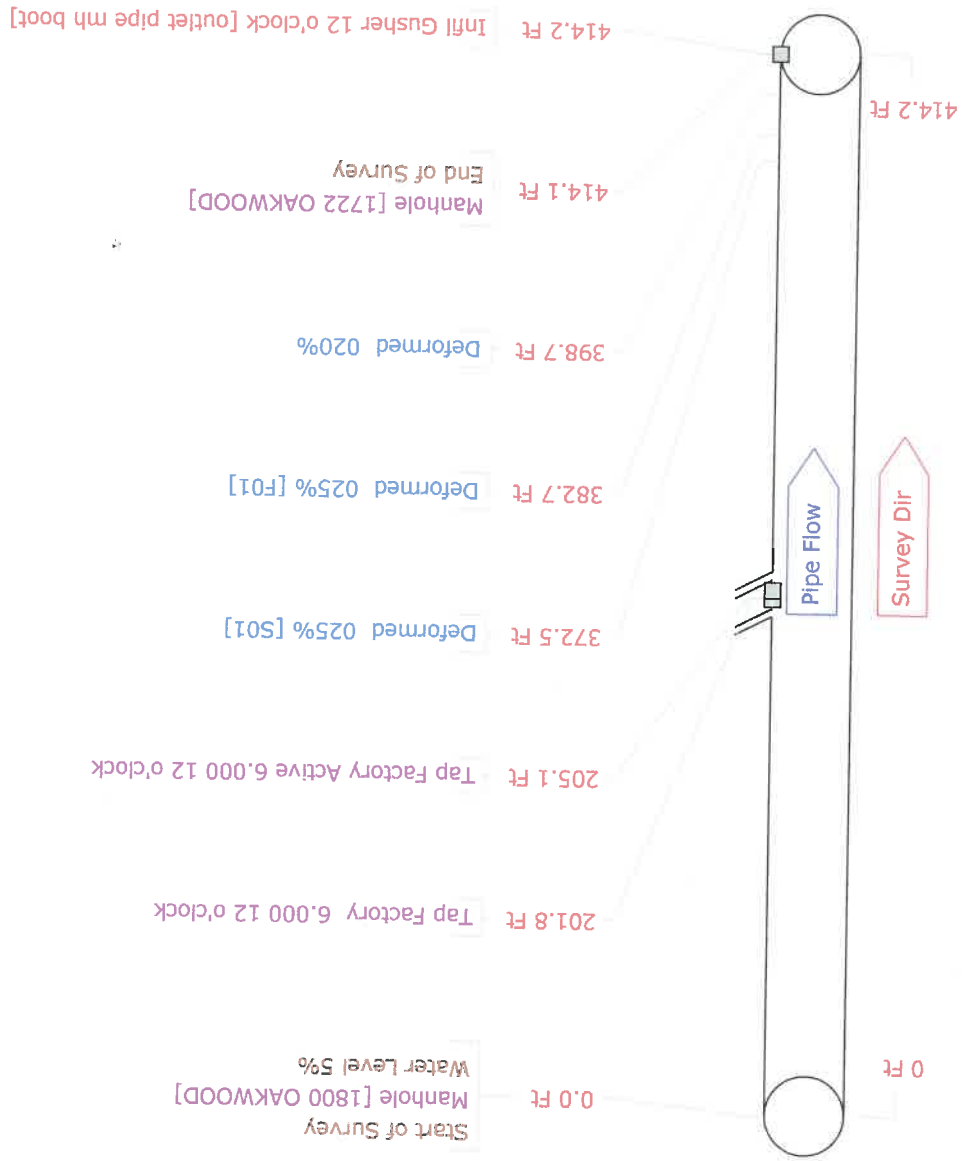 0 Ft
0.0 Ft
Start of Survey
Manhole [1800 OAKWOOD]
Water Level 5%
201.8 Ft Tap Factory 6.000 12 o'clock
205.1 Ft Tap Factory Active 6.000 12 o'clock
Survey Dir
Pipe Flow
372.5 Ft Deformed 025% [S01]
382.7 Ft Deformed 025% [F01]
398.7 Ft Deformed 020%
414.1 Ft
Manhole [1722 OAKWOOD]
End of Survey
414.2 Ft
414.2 Ft Infil Gusher 12 o'clock [outlet pipe mh boot]